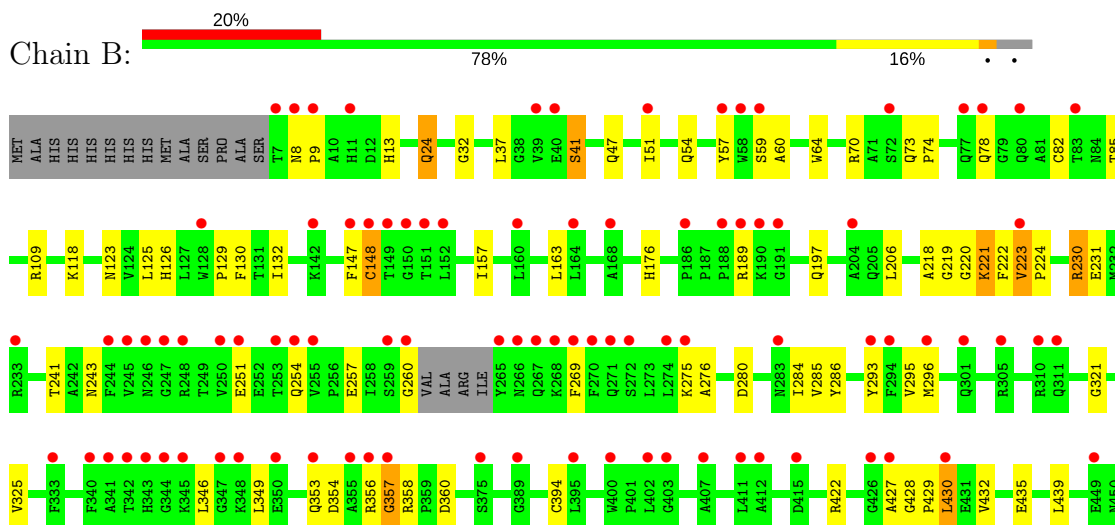 20%
Chain B:
78% 16% • •
MET ALA HIS HIS HIS HIS HIS HIS MET ALA SER PRO ALA SER T7 N8 P9 A10 H11 D12 H13 Q24 G32 L37 G38 V39 E40 S41 Q47 I51 Q54 Y57 W58 S59 A60 W64 R70 A71 S72 Q73 P74 Q77 Q78 G79 Q80 A81 C82 T83 N84 T85
R109 K118 N123 V124 L125 H126 L127 W128 P129 F130 T131 I132 K142 F147 C148 T149 G150 T151 L152 I157 L160 L163 L164 A168 H176 P186 P187 P188 R189 K190 G191 Q197 A204 Q205 L206 A218 G219 G220 K221 F222 V223 P224 R230 E231 M232
R233 T241 A242 N243 F244 V245 N246 G247 R248 T249 V250 E251 E252 T253 Q254 V255 P256 E257 I258 S259 G260 VAL ALA ARG ILE Y265 N266 Q267 K268 F269 F270 Q271 S272 L273 L274 K275 A276 D280 N283 I284 V285 Y286 Y293 F294 V295 M296 Q301 R305 R310 Q311 G321
V325 F333 F340 A341 T342 H343 G344 K345 L346 G347 K348 L349 E350 Q353 D354 A355 R356 G357 R358 P359 D360 S375 G389 C394 L395 W400 P401 L402 G403 A407 L411 A412 D415 R422 G426 A427 G428 P429 L430 E431 V432 E435 L439 E449